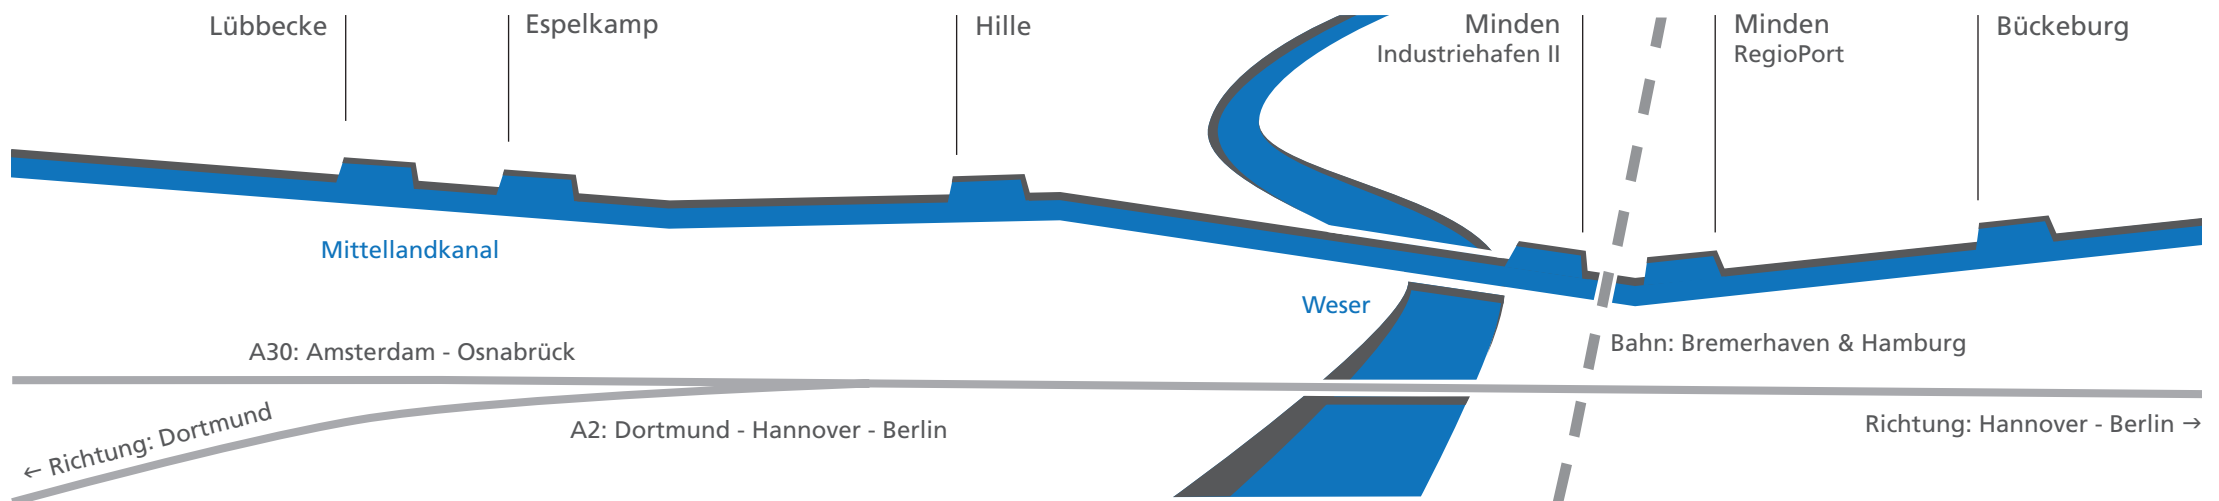 Lübbecke
Espelkamp
Hille
Minden
Industriehafen II
Minden
RegioPort
Bückeburg
Mittellandkanal
Weser
A30: Amsterdam - Osnabrück
Bahn: Bremerhaven & Hamburg
← Richtung: Dortmund
A2: Dortmund - Hannover - Berlin
Richtung: Hannover - Berlin →